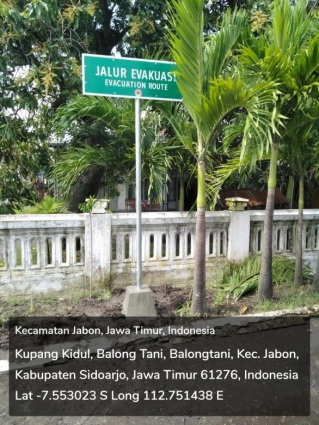 JALUR EVAKUASI
EVACUATION ROUTE
Kecamatan Jabon, Jawa Timur, Indonesia
Kupang Kidul, Balong Tani, Balongtani, Kec. Jabon,
Kabupaten Sidoarjo, Jawa Timur 61276, Indonesia
Lat -7.553023 S Long 112.751438 E